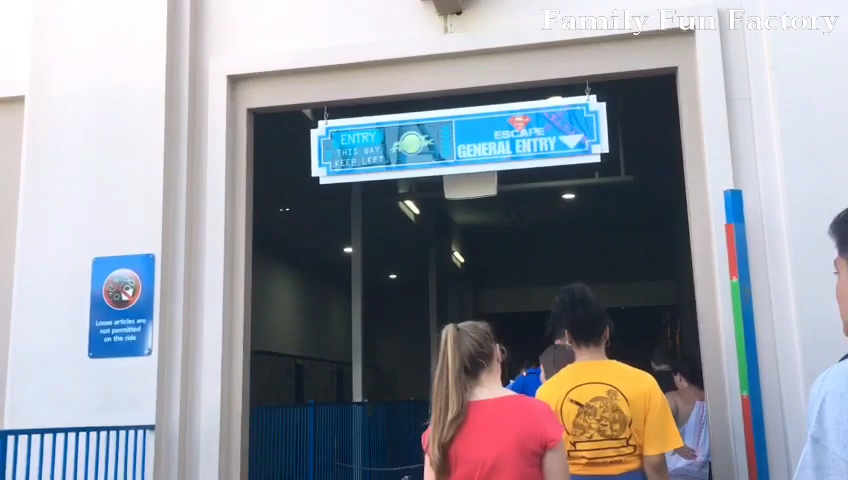 Family Fun Factory
ENTRY
THIS WAY
KEEP LEFT
ESCAPE
GENERAL ENTRY
Loose articles are
not permitted
on the ride